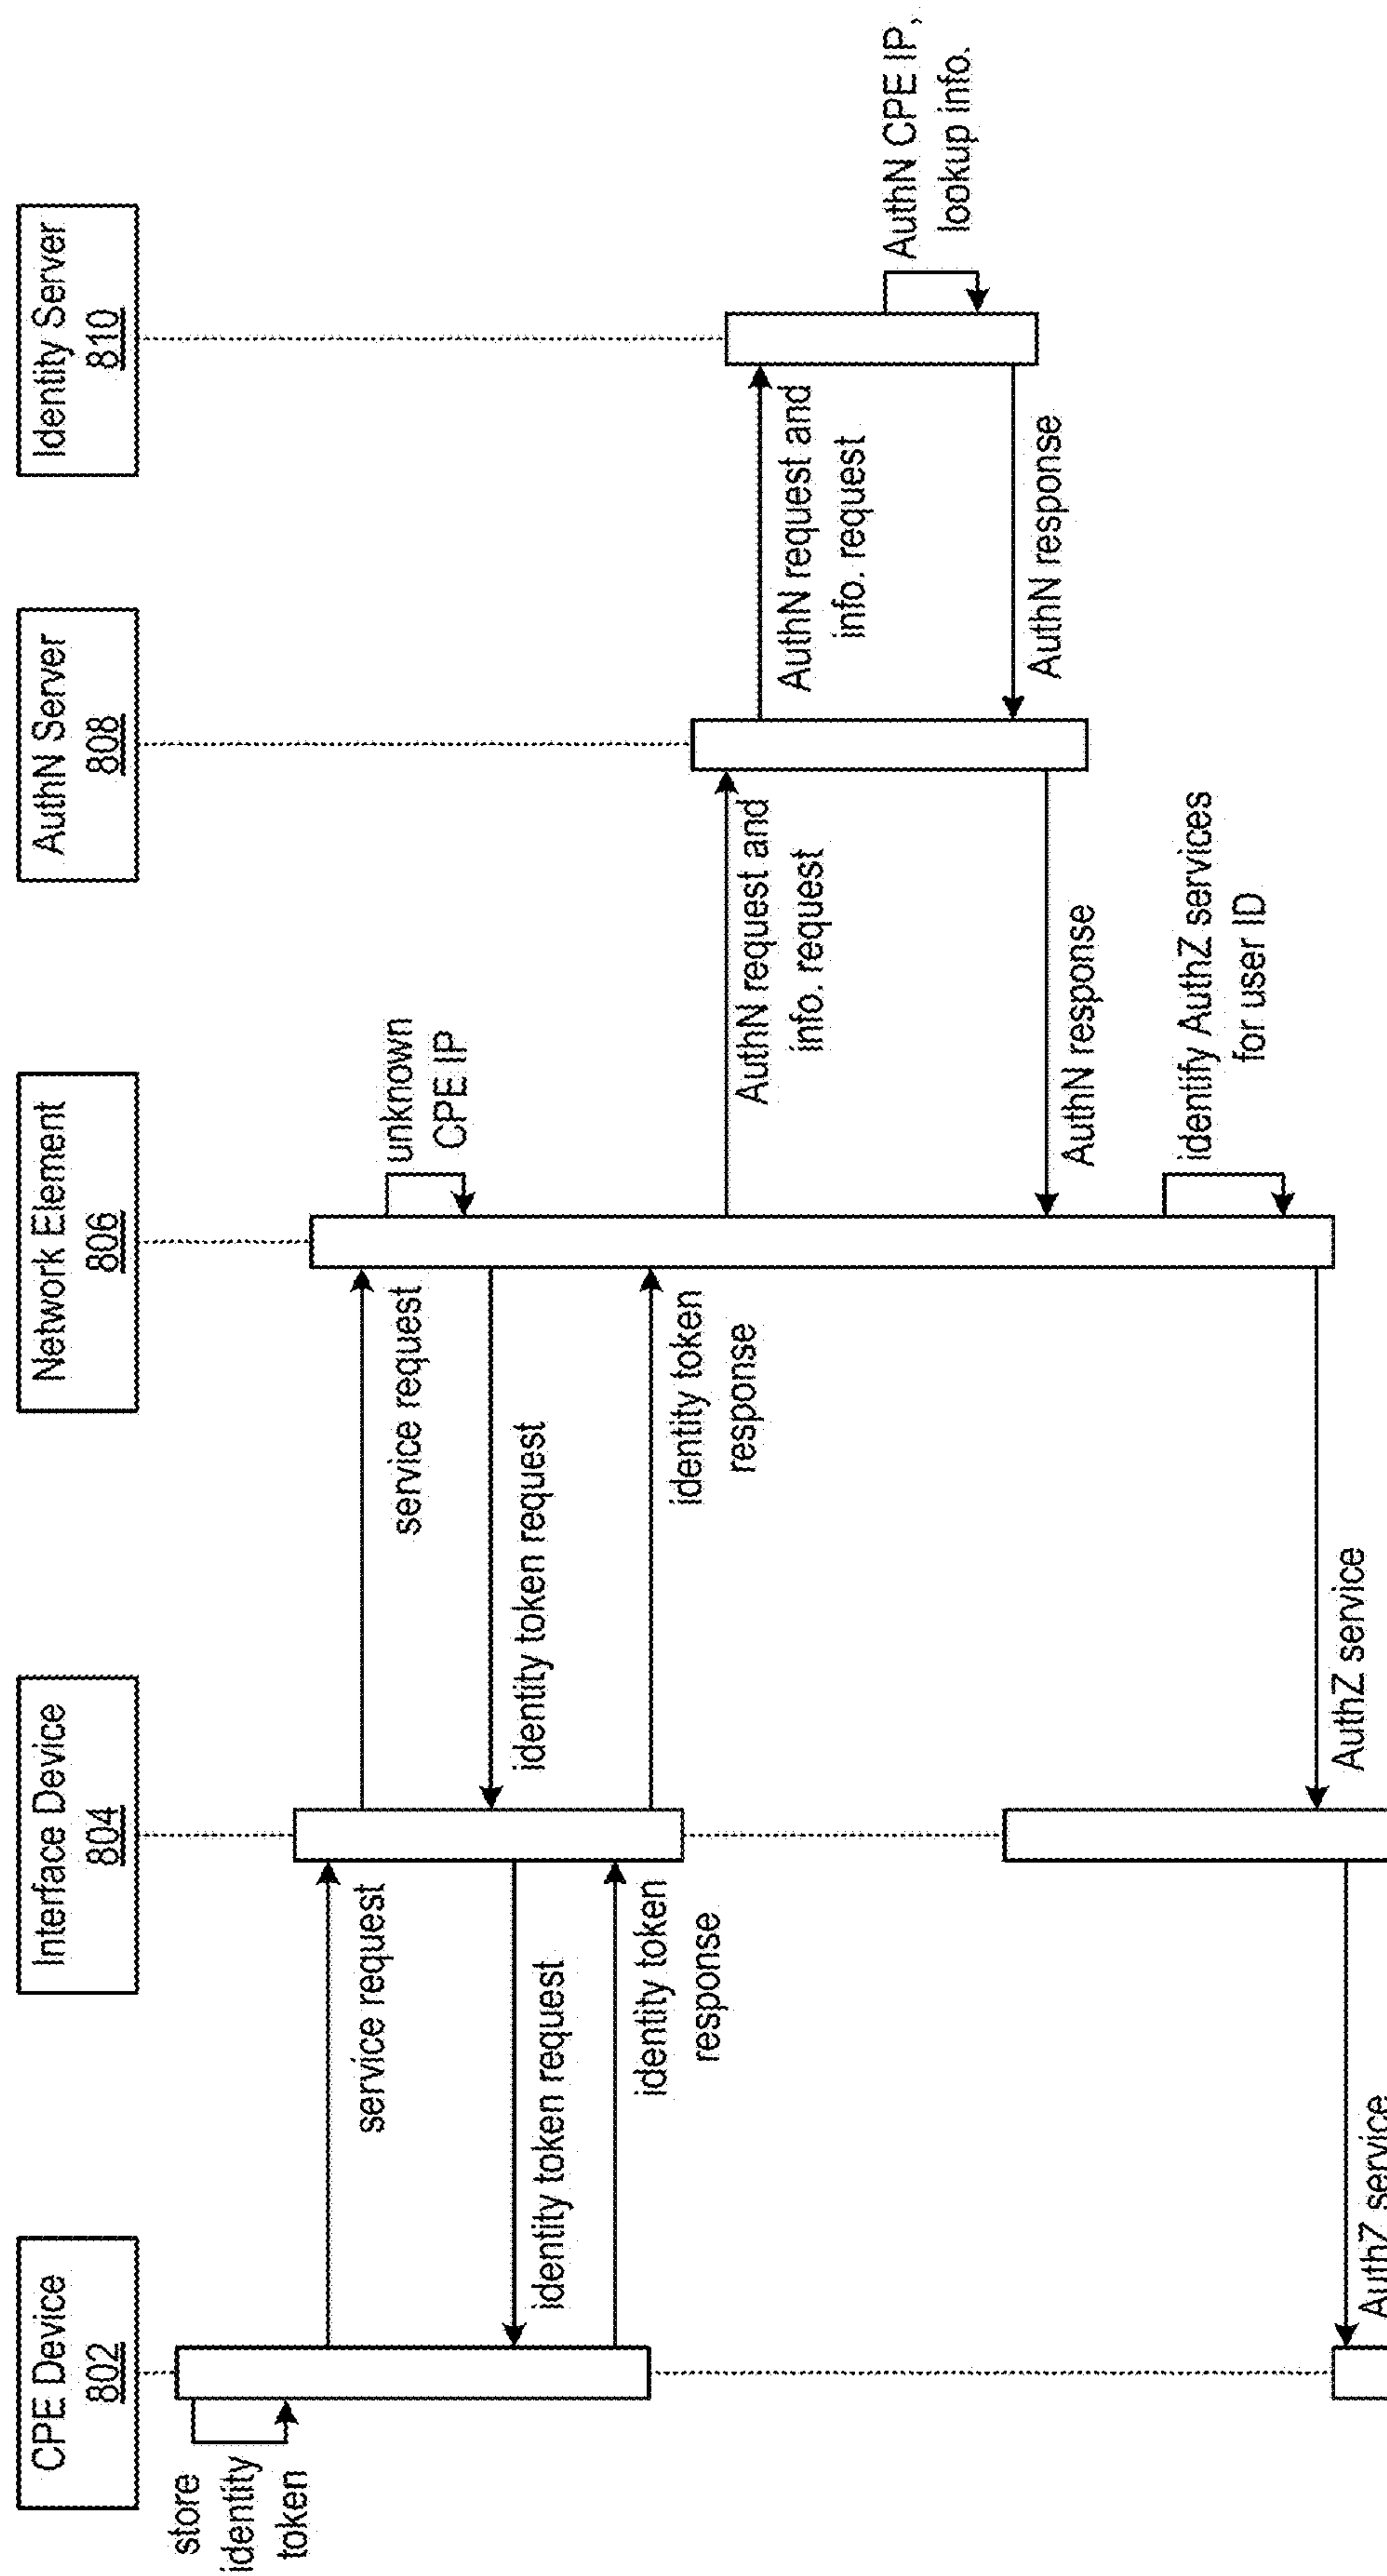 CPE Device
802
Interface Device
804
Network Element
806
AuthN Server
808
Identity Server
810
store
identity
token
service request
service request
unknown
CPE IP
identity token request
identity token request
identity token
response
identity token
response
AuthN request and
info. request
AuthN request and
info. request
AuthN CPE IP,
lookup info.
AuthN response
AuthN response
identify AuthZ services
for user ID
AuthZ service
AuthZ service